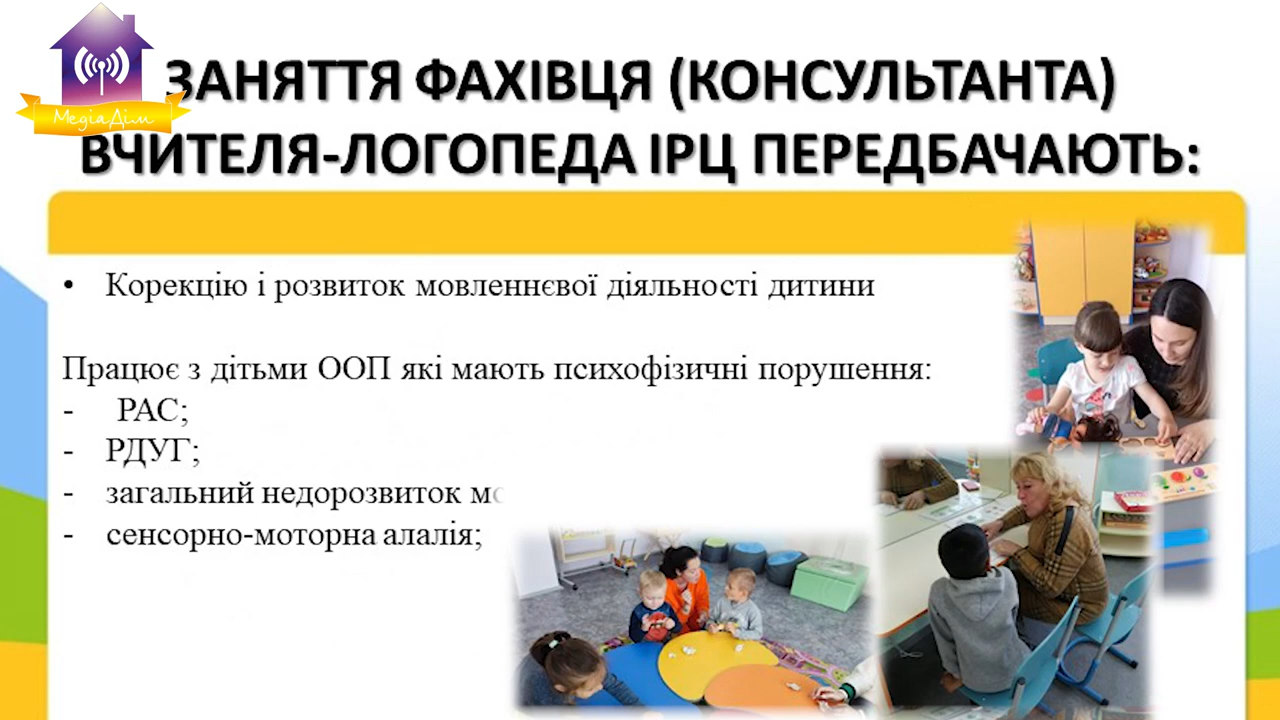 МедіаДім
ЗАНЯТТЯ ФАХІВЦЯ (КОНСУЛЬТАНТА)
ВЧИТЕЛЯ-ЛОГОПЕДА ІРЦ ПЕРЕДБАЧАЮТЬ:
• Корекцію і розвиток мовленнєвої діяльності дитини
Працює з дітьми ООП які мають психофізичні порушення:
- РАС;
- РДУГ;
- загальний недорозвиток
- сенсорно-моторна алалія;